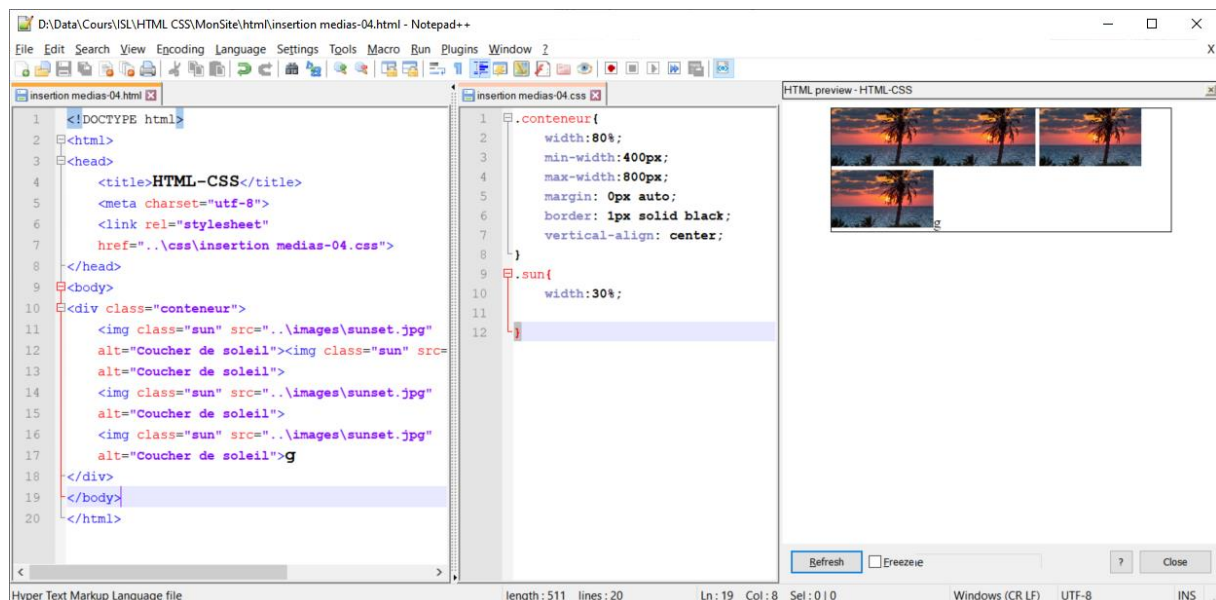 D:\Data\Cours\ISL\HTML CSS\MonSite\html\insertion medias-04.html - Notepad++
File Edit Search View Encoding Language Settings Tools Macro Run Plugins Window ?
X
insertion medias-04.html
1 <!DOCTYPE html>
2 <html>
3 <head>
4 <title>HTML-CSS</title>
5 <meta charset="utf-8">
6 <link rel="stylesheet"
7 href="..\css\insertion medias-04.css">
8 </head>
9 <body>
10 <div class="conteneur">
11 <img class="sun" src="..\images\sunset.jpg"
12 alt="Coucher de soleil"><img class="sun" src=
13 alt="Coucher de soleil">
14 <img class="sun" src="..\images\sunset.jpg"
15 alt="Coucher de soleil">
16 <img class="sun" src="..\images\sunset.jpg"
17 alt="Coucher de soleil">g
18 </div>
19 </body>
20 </html>
insertion medias-04.css
1 .conteneur{
2 width:80%;
3 min-width:400px;
4 max-width:800px;
5 margin: 0px auto;
6 border: 1px solid black;
7 vertical-align: center;
8 }
9 .sun{
10 width:30%;
11
12 }
HTML preview - HTML-CSS
g
Refresh Freeze ? Close
Hyper Text Markup Language file length : 511 lines : 20 Ln : 19 Col : 8 Sel : 0 | 0 Windows (CR LF) UTF-8 INS